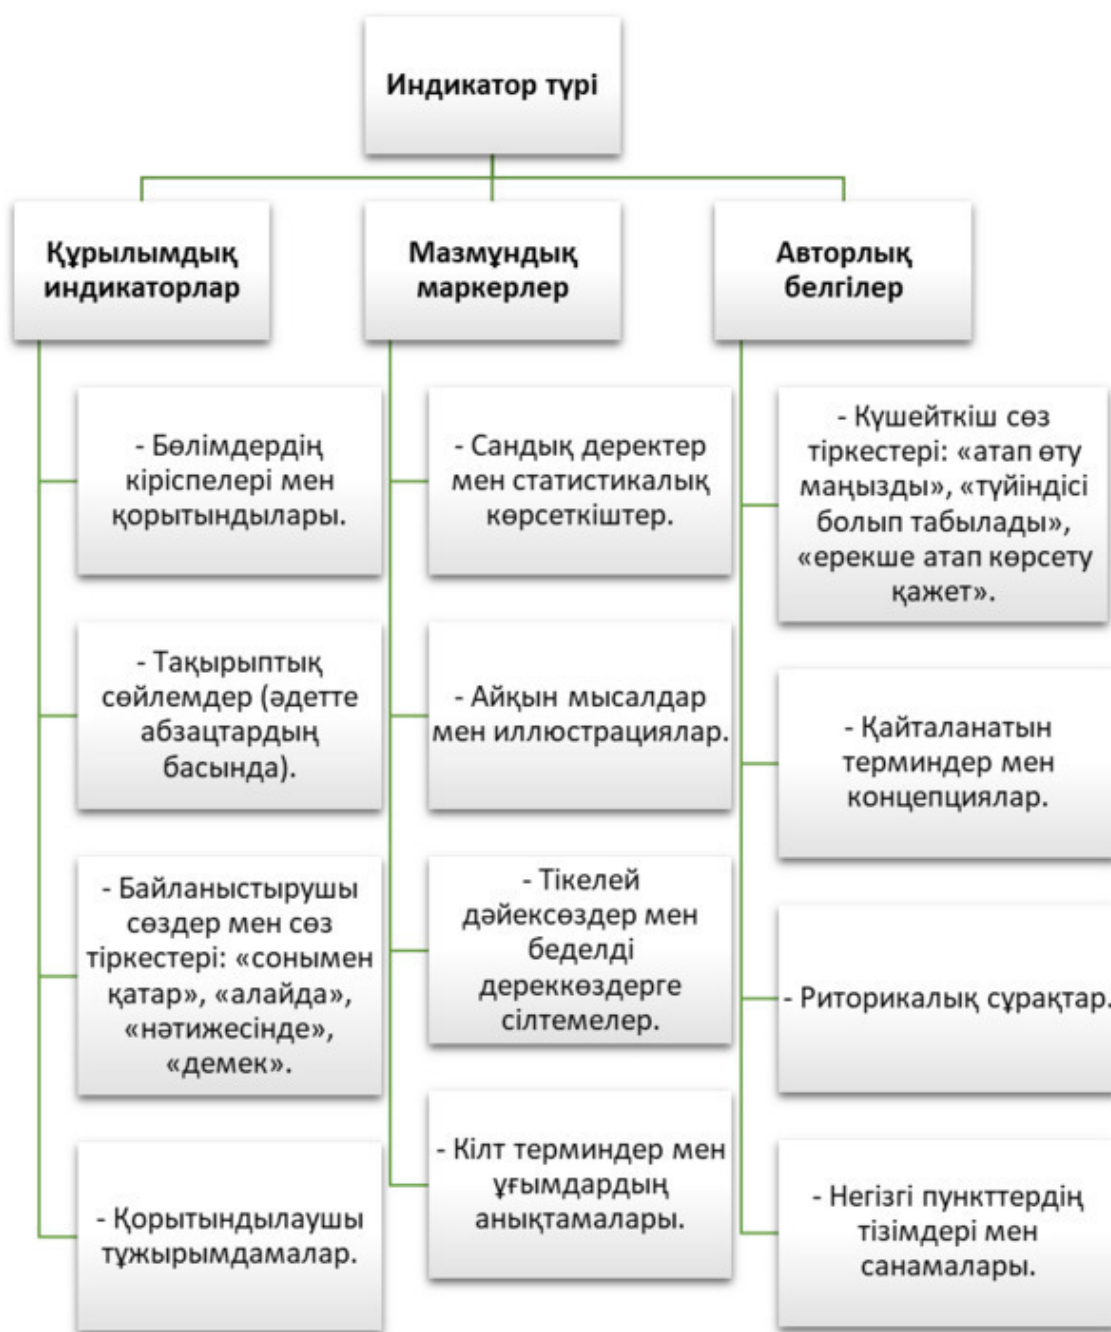 Индикатор түрі
Құрылымдық
индикаторлар
- Бөлімдердің
кіріспелері мен
қорытындылары.
- Тақырыптық
сөйлемдер (әдетте
абзацтардың
басында).
- Байланыстырушы
сөздер мен сөз
тіркестері: «сонымен
қатар», «алайда»,
«нәтижесінде»,
«демек».
- Қорытындылаушы
тұжырымдамалар.
Мазмұндық
маркерлер
- Сандық деректер
мен статистикалық
көрсеткіштер.
- Айқын мысалдар
мен иллюстрациялар.
- Тікелей
дәйексөздер мен
беделді
дереккөздерге
сілтемелер.
- Кілт терминдер мен
ұғымдардың
анықтамалары.
Авторлық
белгілер
- Күшейткіш сөз
тіркестері: «атап өту
маңызды», «түйіндісі
болып табылады»,
«ерекше атап көрсету
қажет».
- Қайталанатын
терминдер мен
концепциялар.
- Риторикалық сұрақтар.
- Негізгі пункттердің
тізімдері мен
санамалары.